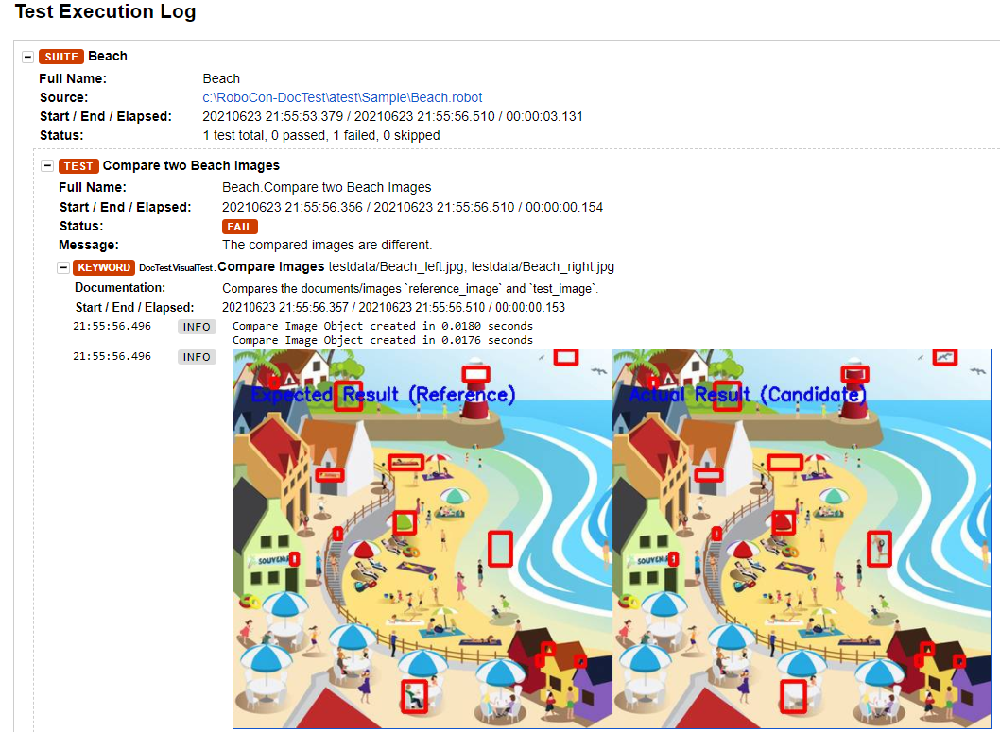 Test Execution Log
SUITE Beach
Full Name: Beach
Source: c:\RoboCon-DocTest\atest\Sample\Beach.robot
Start / End / Elapsed: 20210623 21:55:53.379 / 20210623 21:55:56.510 / 00:00:03.131
Status: 1 test total, 0 passed, 1 failed, 0 skipped
TEST Compare two Beach Images
Full Name: Beach.Compare two Beach Images
Start / End / Elapsed: 20210623 21:55:56.356 / 20210623 21:55:56.510 / 00:00:00.154
Status: FAIL
Message: The compared images are different.
KEYWORD DocTest.VisualTest. Compare Images testdata/Beach_left.jpg, testdata/Beach_right.jpg
Documentation: Compares the documents/images `reference_image` and `test_image`.
Start / End / Elapsed: 20210623 21:55:56.357 / 20210623 21:55:56.510 / 00:00:00.153
21:55:56.496 INFO Compare Image Object created in 0.0180 seconds
Compare Image Object created in 0.0176 seconds
21:55:56.496 INFO
Expected Result (Reference) Actual Result (Candidate)